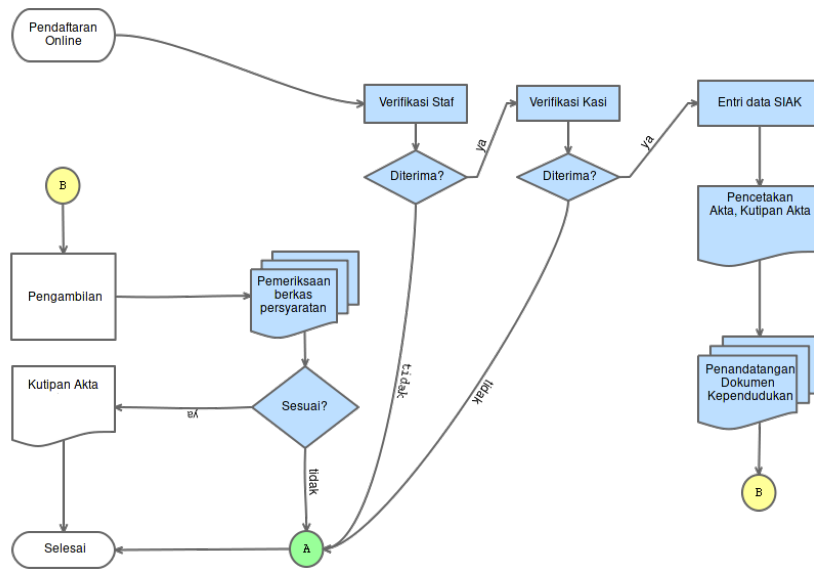 Pendaftaran
Online
Verifikasi Staf
Verifikasi Kasi
Entri data SIAK
ya
ya
Diterima?
Diterima?
B
Pencetakan
Akta, Kutipan Akta
Pengambilan
Pemeriksaan
berkas
persyaratan
tidak
tidak
Penandatangan
Dokumen
Kependudukan
Kutipan Akta
ya
Sesuai?
tidak
B
Selesai
A